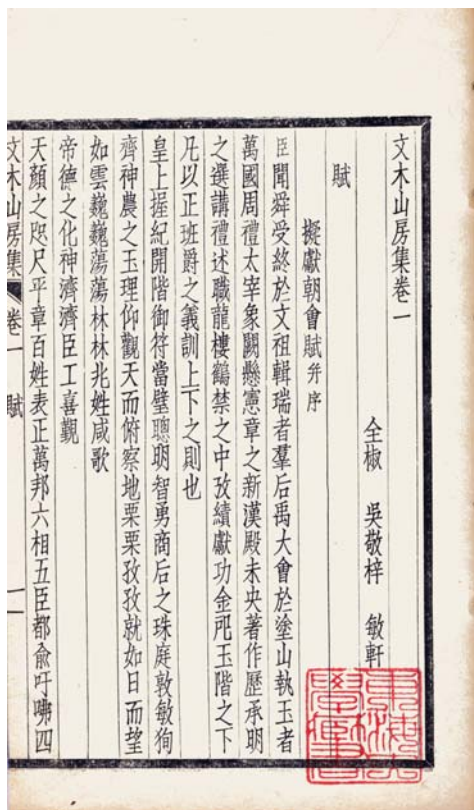 文木山房集卷一
全椒　吳敬梓　敏軒
賦
擬獻朝會賦并序
臣聞舜受終於文祖輯瑞者羣后禹大會於塗山執玉者
萬國周禮太宰象闕懸憲章之新漢殿未央著作歷承明
之選講禮述職龍樓鶴禁之中攷績獻功金戺玉階之下
凡以正班爵之義訓上下之則也
皇上握紀開階御符當璧聰明智勇商后之珠庭敦敏徇
齊神農之玉理仰觀天而俯察地栗栗孜孜就如日而望
如雲巍巍蕩蕩林林兆姓咸歌
帝德之化神濟濟臣工喜覲
天顏之咫尺平章百姓表正萬邦六相五臣都俞吁咈四
文木山房集　卷一　賦　一